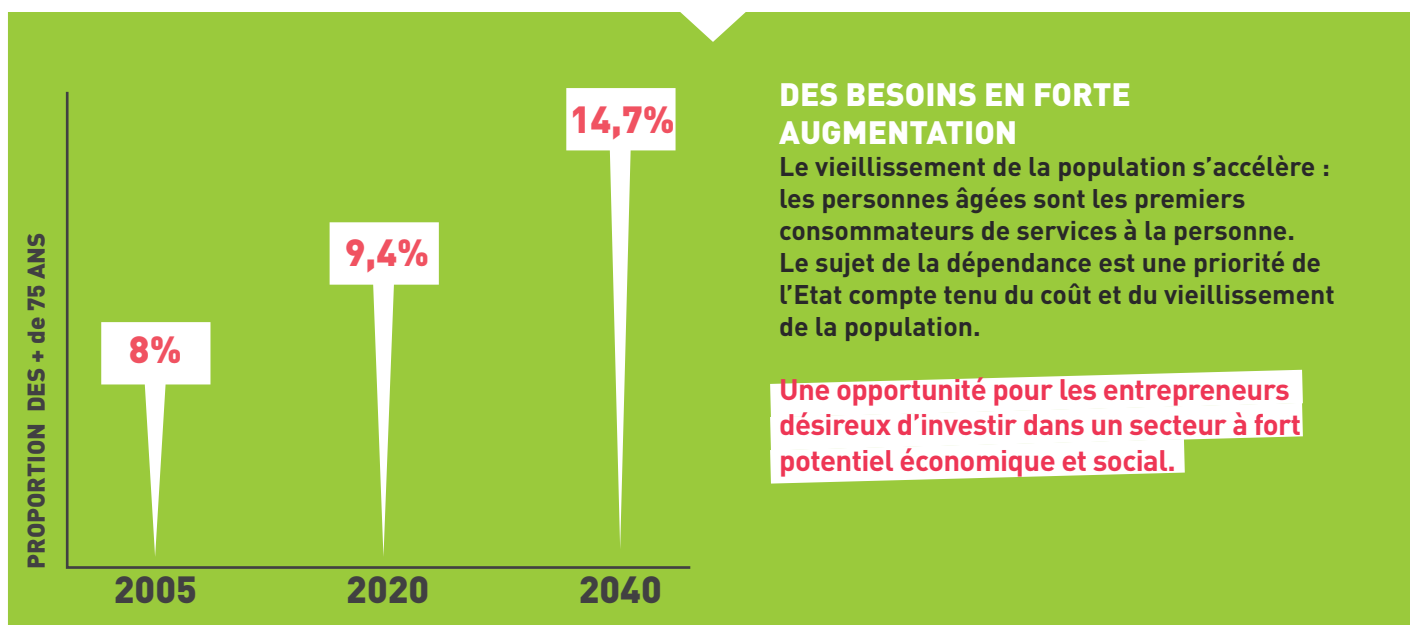 14,7%
9,4%
8%
PROPORTION DES + de 75 ANS
2005 2020 2040
DES BESOINS EN FORTE
AUGMENTATION
Le vieillissement de la population s’accélère :
les personnes âgées sont les premiers
consommateurs de services à la personne.
Le sujet de la dépendance est une priorité de
l’Etat compte tenu du coût et du vieillissement
de la population.
Une opportunité pour les entrepreneurs
désireux d’investir dans un secteur à fort
potentiel économique et social.